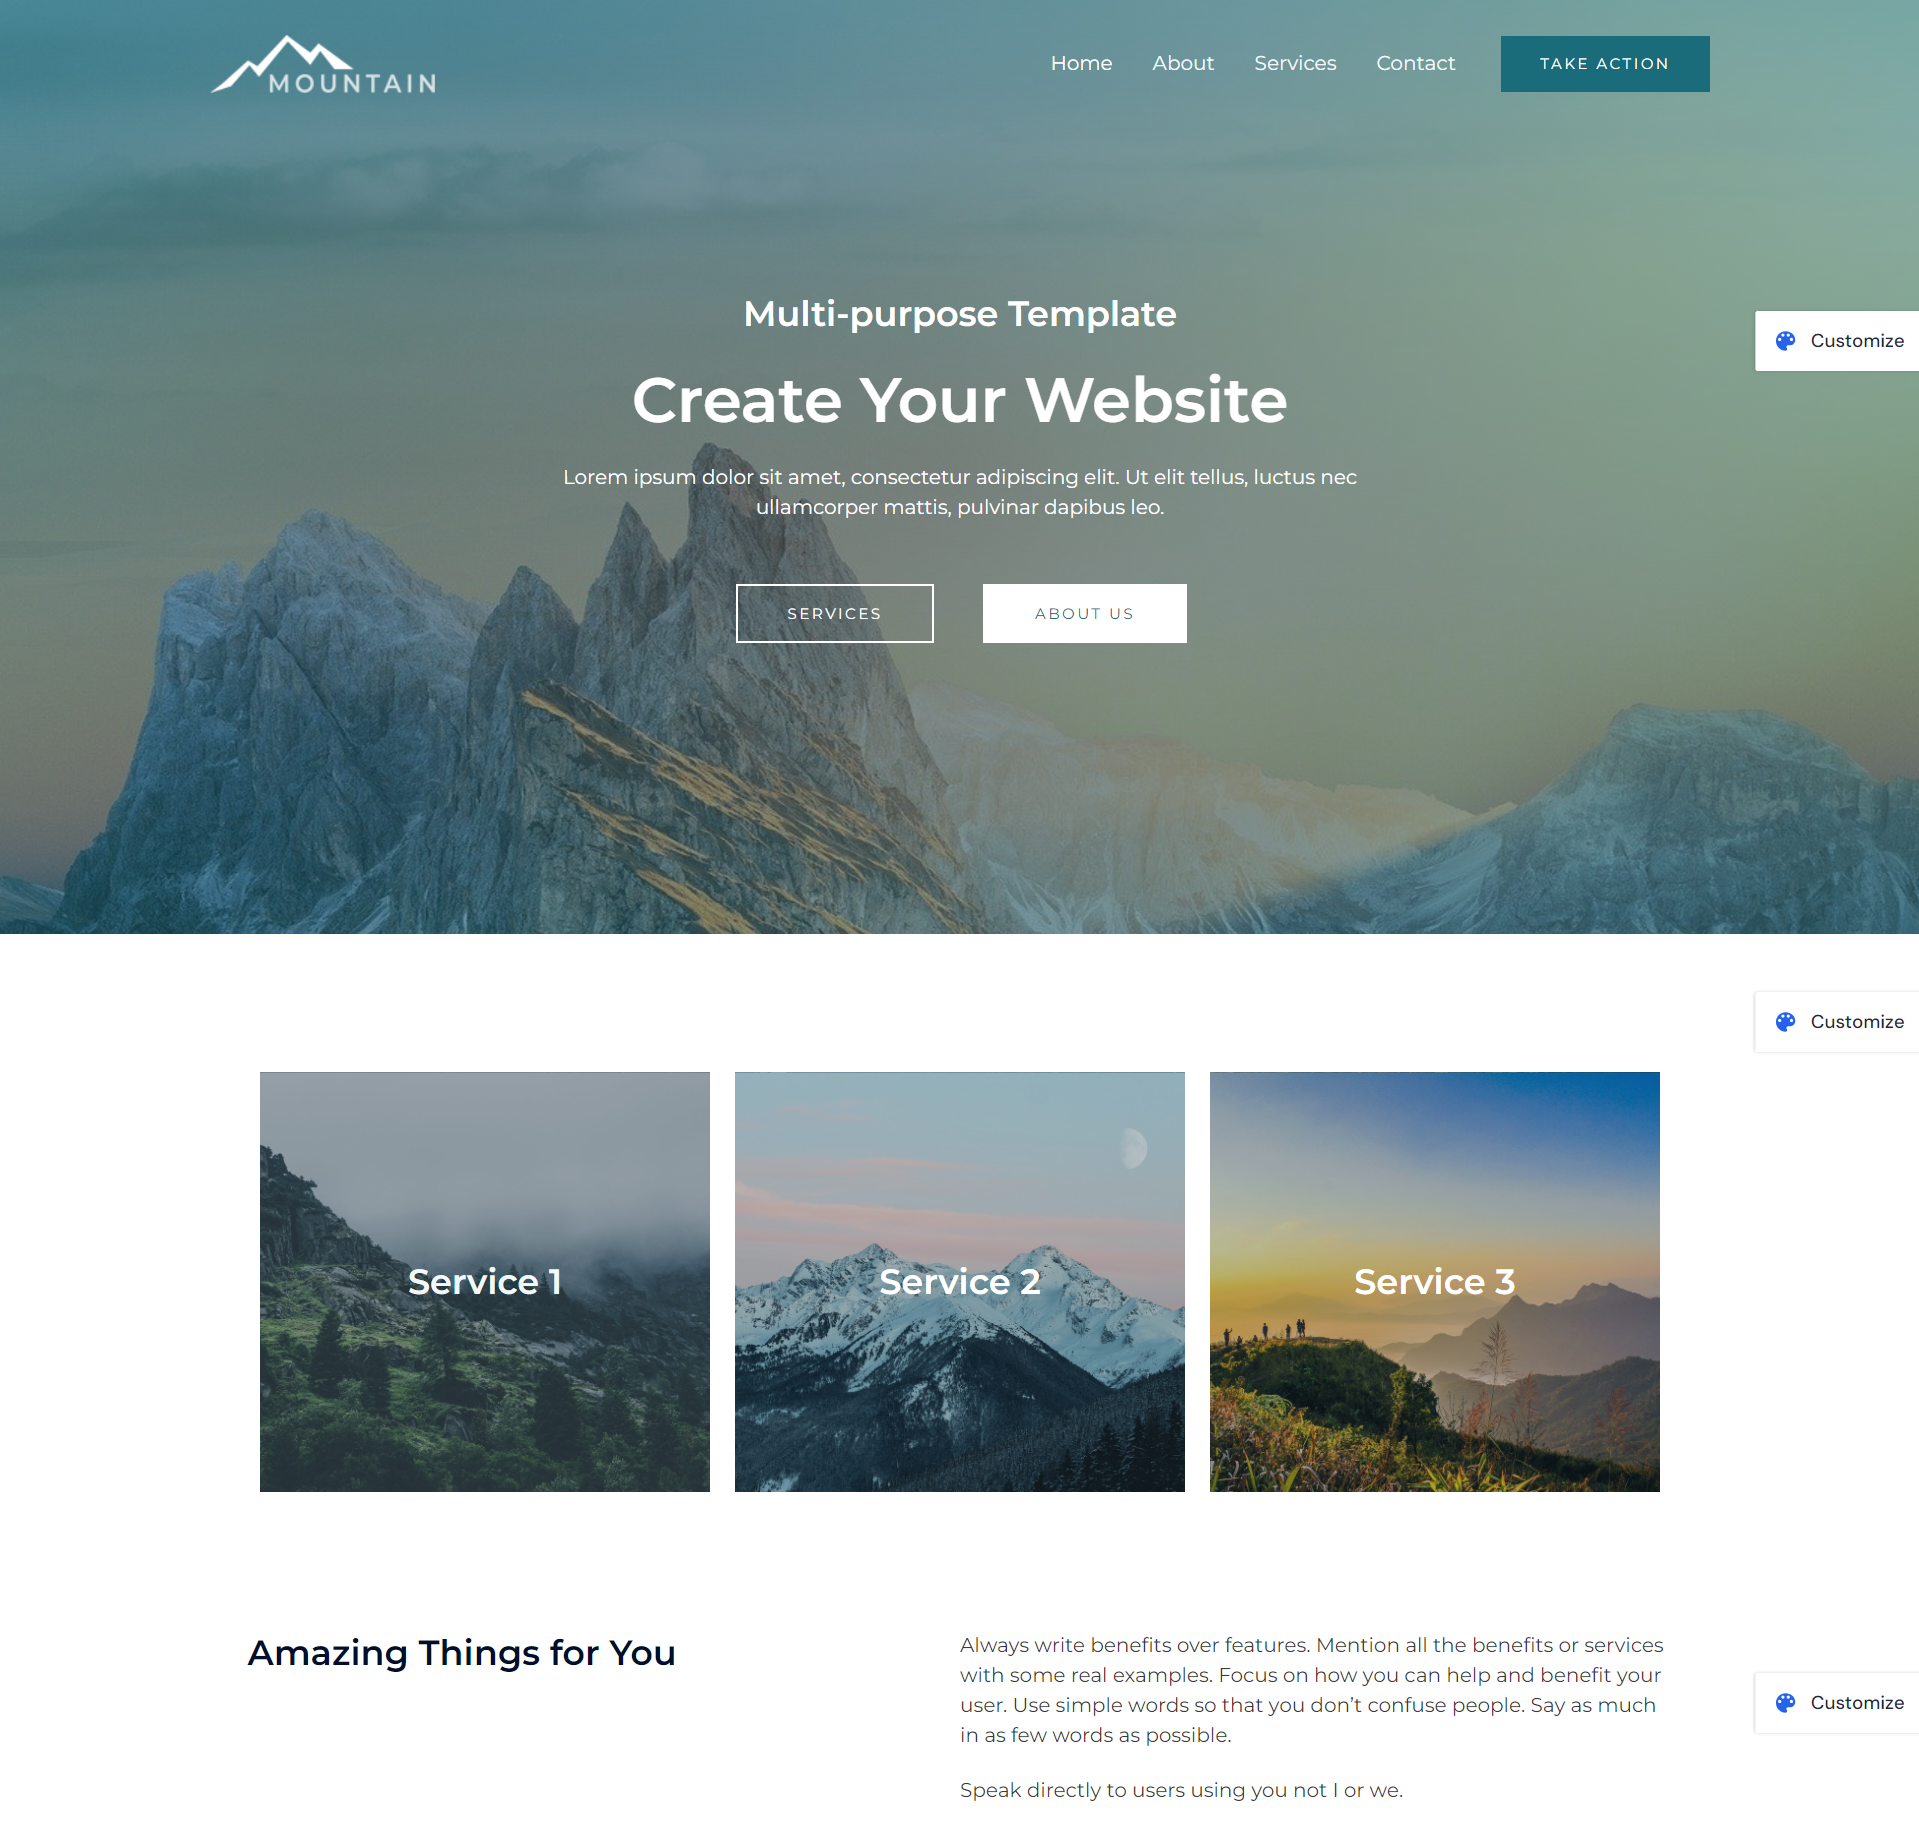 MOUNTAIN
Home About Services Contact TAKE ACTION
Multi-purpose Template
Customize
Create Your Website
Lorem ipsum dolor sit amet, consectetur adipiscing elit. Ut elit tellus, luctus nec
ullamcorper mattis, pulvinar dapibus leo.
SERVICES ABOUT US
Customize
Service 1
Service 2
Service 3
Amazing Things for You
Always write benefits over features. Mention all the benefits or services
with some real examples. Focus on how you can help and benefit your
user. Use simple words so that you don’t confuse people. Say as much
in as few words as possible.
Speak directly to users using you not I or we.
Customize